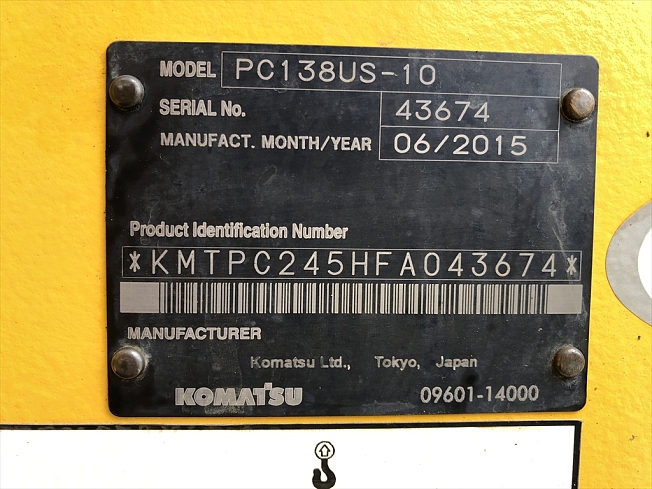 MODEL PC138US-10
SERIAL No. 43674
MANUFACT. MONTH/YEAR 06/2015
Product Identification Number
*KMTPC245HFA043674*
MANUFACTURER
Komatsu Ltd., Tokyo, Japan
KOMATSU 09601-14000